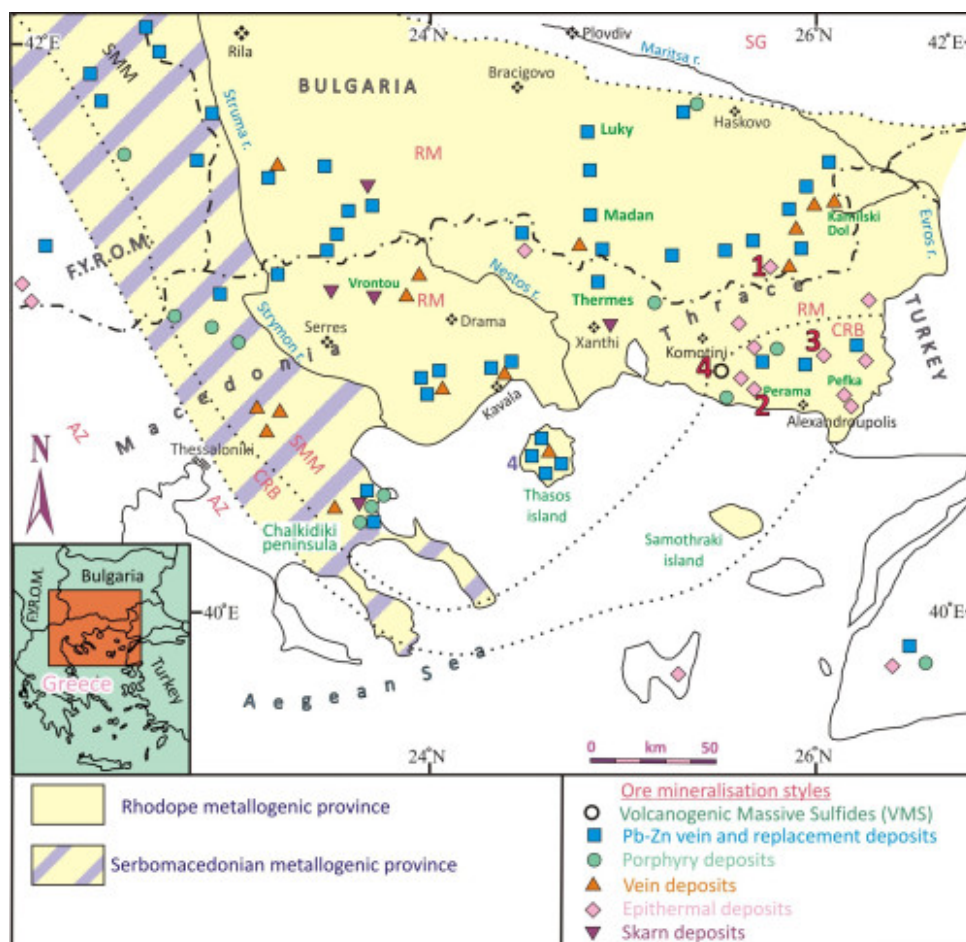 42°E
24°N
26°N
42°E
SMM
Rila
Plovdiv
SG
Maritsa r.
BULGARIA
Bracigovo
Struma r.
Haskovo
Luky
RM
Madan
Kamilski
Dol
Evros r.
F.Y.R.O.M.
1
Vrontou
Nestos r.
Thermes
Thrace
TURKEY
RM
Serres
Drama
Xanthi
RM
CRB
Strymon r.
Komotini
3
4
Macedonia
Perama
Pefka
2
Kavala
Alexandroupolis
AZ
Thessaloniki
SMM
CRB
AZ
4
Thasos
island
N
Chalkidiki
peninsula
Samothraki
island
Bulgaria
F.Y.R.O.M.
Greece
Turkey
40°E
40°E
Aegean Sea
0 km 50
24°N
26°N
Rhodope metallogenic province
Serbomacedonian metallogenic province
Ore mineralisation styles
Volcanogenic Massive Sulfides (VMS)
Pb-Zn vein and replacement deposits
Porphyry deposits
Vein deposits
Epithermal deposits
Skarn deposits